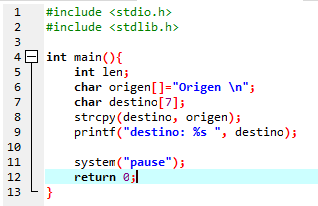 1 #include <stdio.h>
2 #include <stdlib.h>
3
4 int main(){
5 int len;
6 char origen[]="Origen \n";
7 char destino[7];
8 strcpy(destino, origen);
9 printf("destino: %s ", destino);
10
11 system("pause");
12 return 0;
13 }